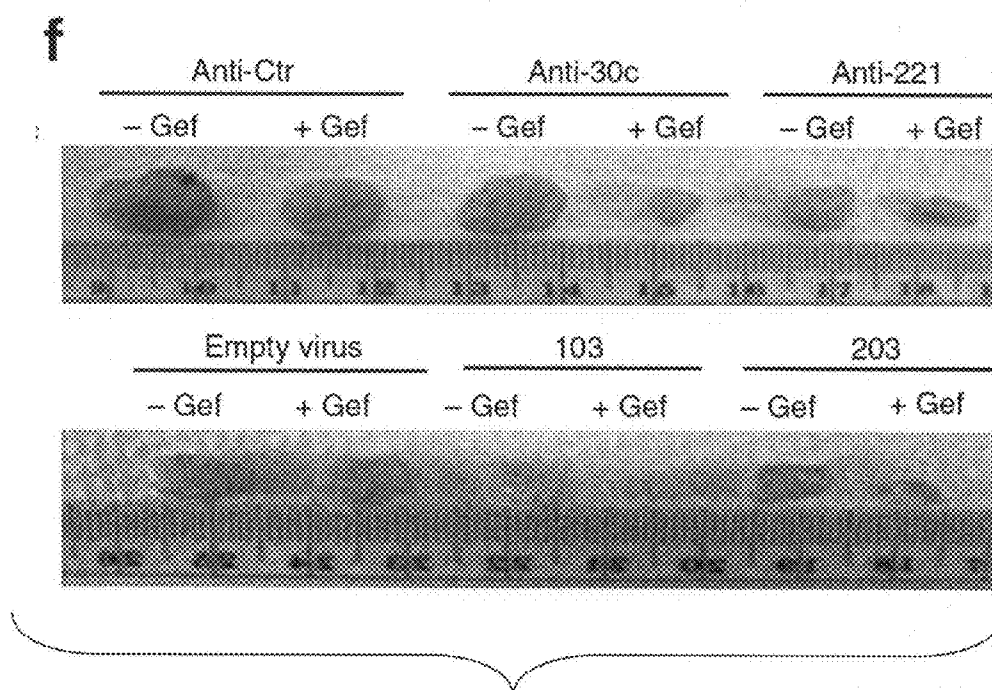 f
Anti-Ctr Anti-30c Anti-221
– Gef + Gef – Gef + Gef – Gef + Gef
Empty virus 103 203
– Gef + Gef – Gef + Gef – Gef + Gef